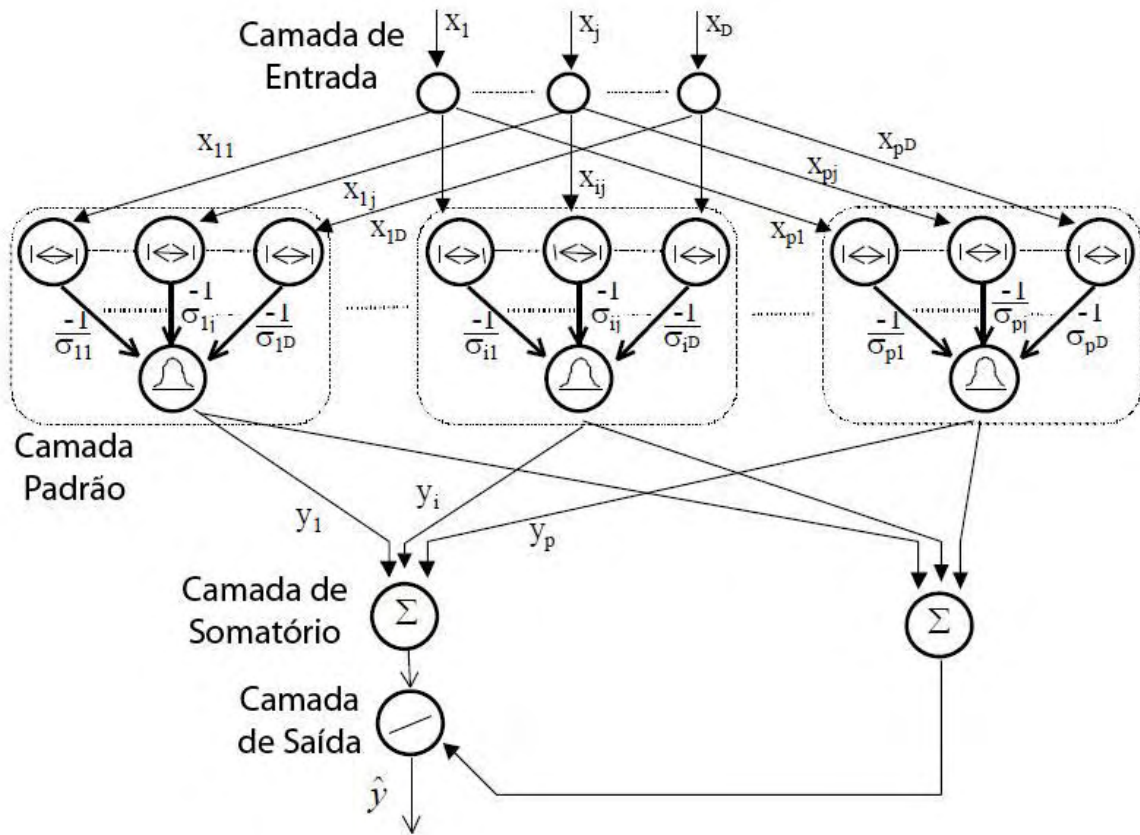 Camada de
Entrada
x1
xj
xD
x11
x1j
x1D
xij
xp1
xpj
xpD
|<>| |<>| |<>|
|<>\ \<>| |<>|
|<>| |<>| |<>|
-1/σ11
-1/σ1j
-1/σ1D
-1/σi1
-1/σij
-1/σiD
-1/σp1
-1/σpj
-1/σpD
Camada
Padrão
y1
yi
yp
Camada de
Somatório
Σ
Σ
Camada
de Saída
ŷ